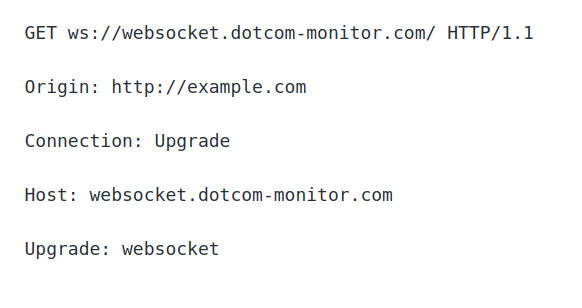 GET ws://websocket.dotcom-monitor.com/ HTTP/1.1
Origin: http://example.com
Connection: Upgrade
Host: websocket.dotcom-monitor.com
Upgrade: websocket